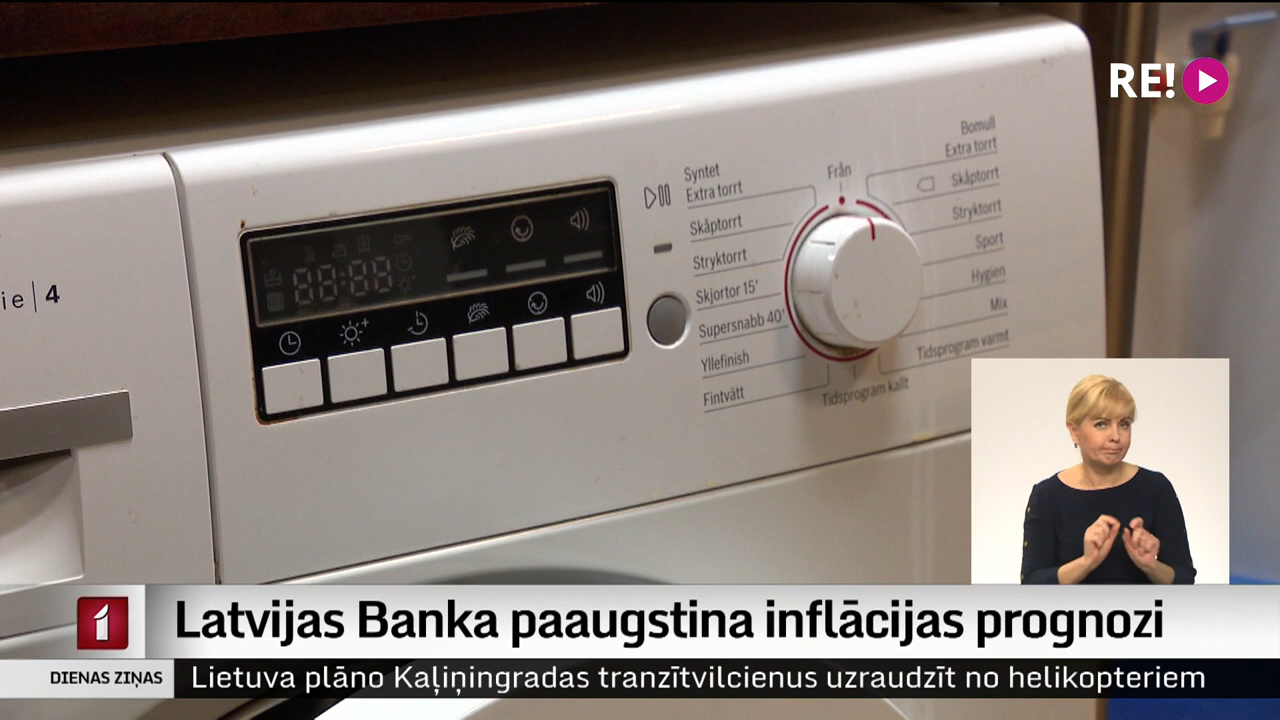 RE!
ie | 4
88:88
Syntet
Extra torrt
Skåptorrt
Stryktorrt
Skjortor 15'
Supersnabb 40'
Yllefinish
Fintvätt
Från
Bomull
Extra torrt
Skåptorrt
Stryktorrt
Sport
Hygien
Mix
Tidsprogram varmt
Tidsprogram kallt
1
Latvijas Banka paaugstina inflācijas prognozi
DIENAS ZIŅAS
Lietuva plāno Kaļiņingradas tranzītvilcienus uzraudzīt no helikopteriem